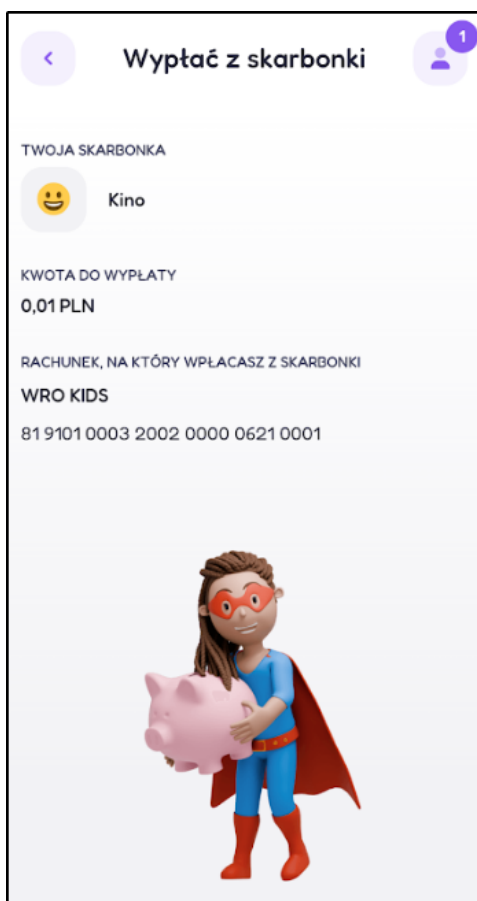 Wypłać z skarbonki
1
TWOJA SKARBONKA
Kino
KWOTA DO WYPŁATY
0,01 PLN
RACHUNEK, NA KTÓRY WPŁACASZ Z SKARBONKI
WRO KIDS
81 9101 0003 2002 0000 0621 0001